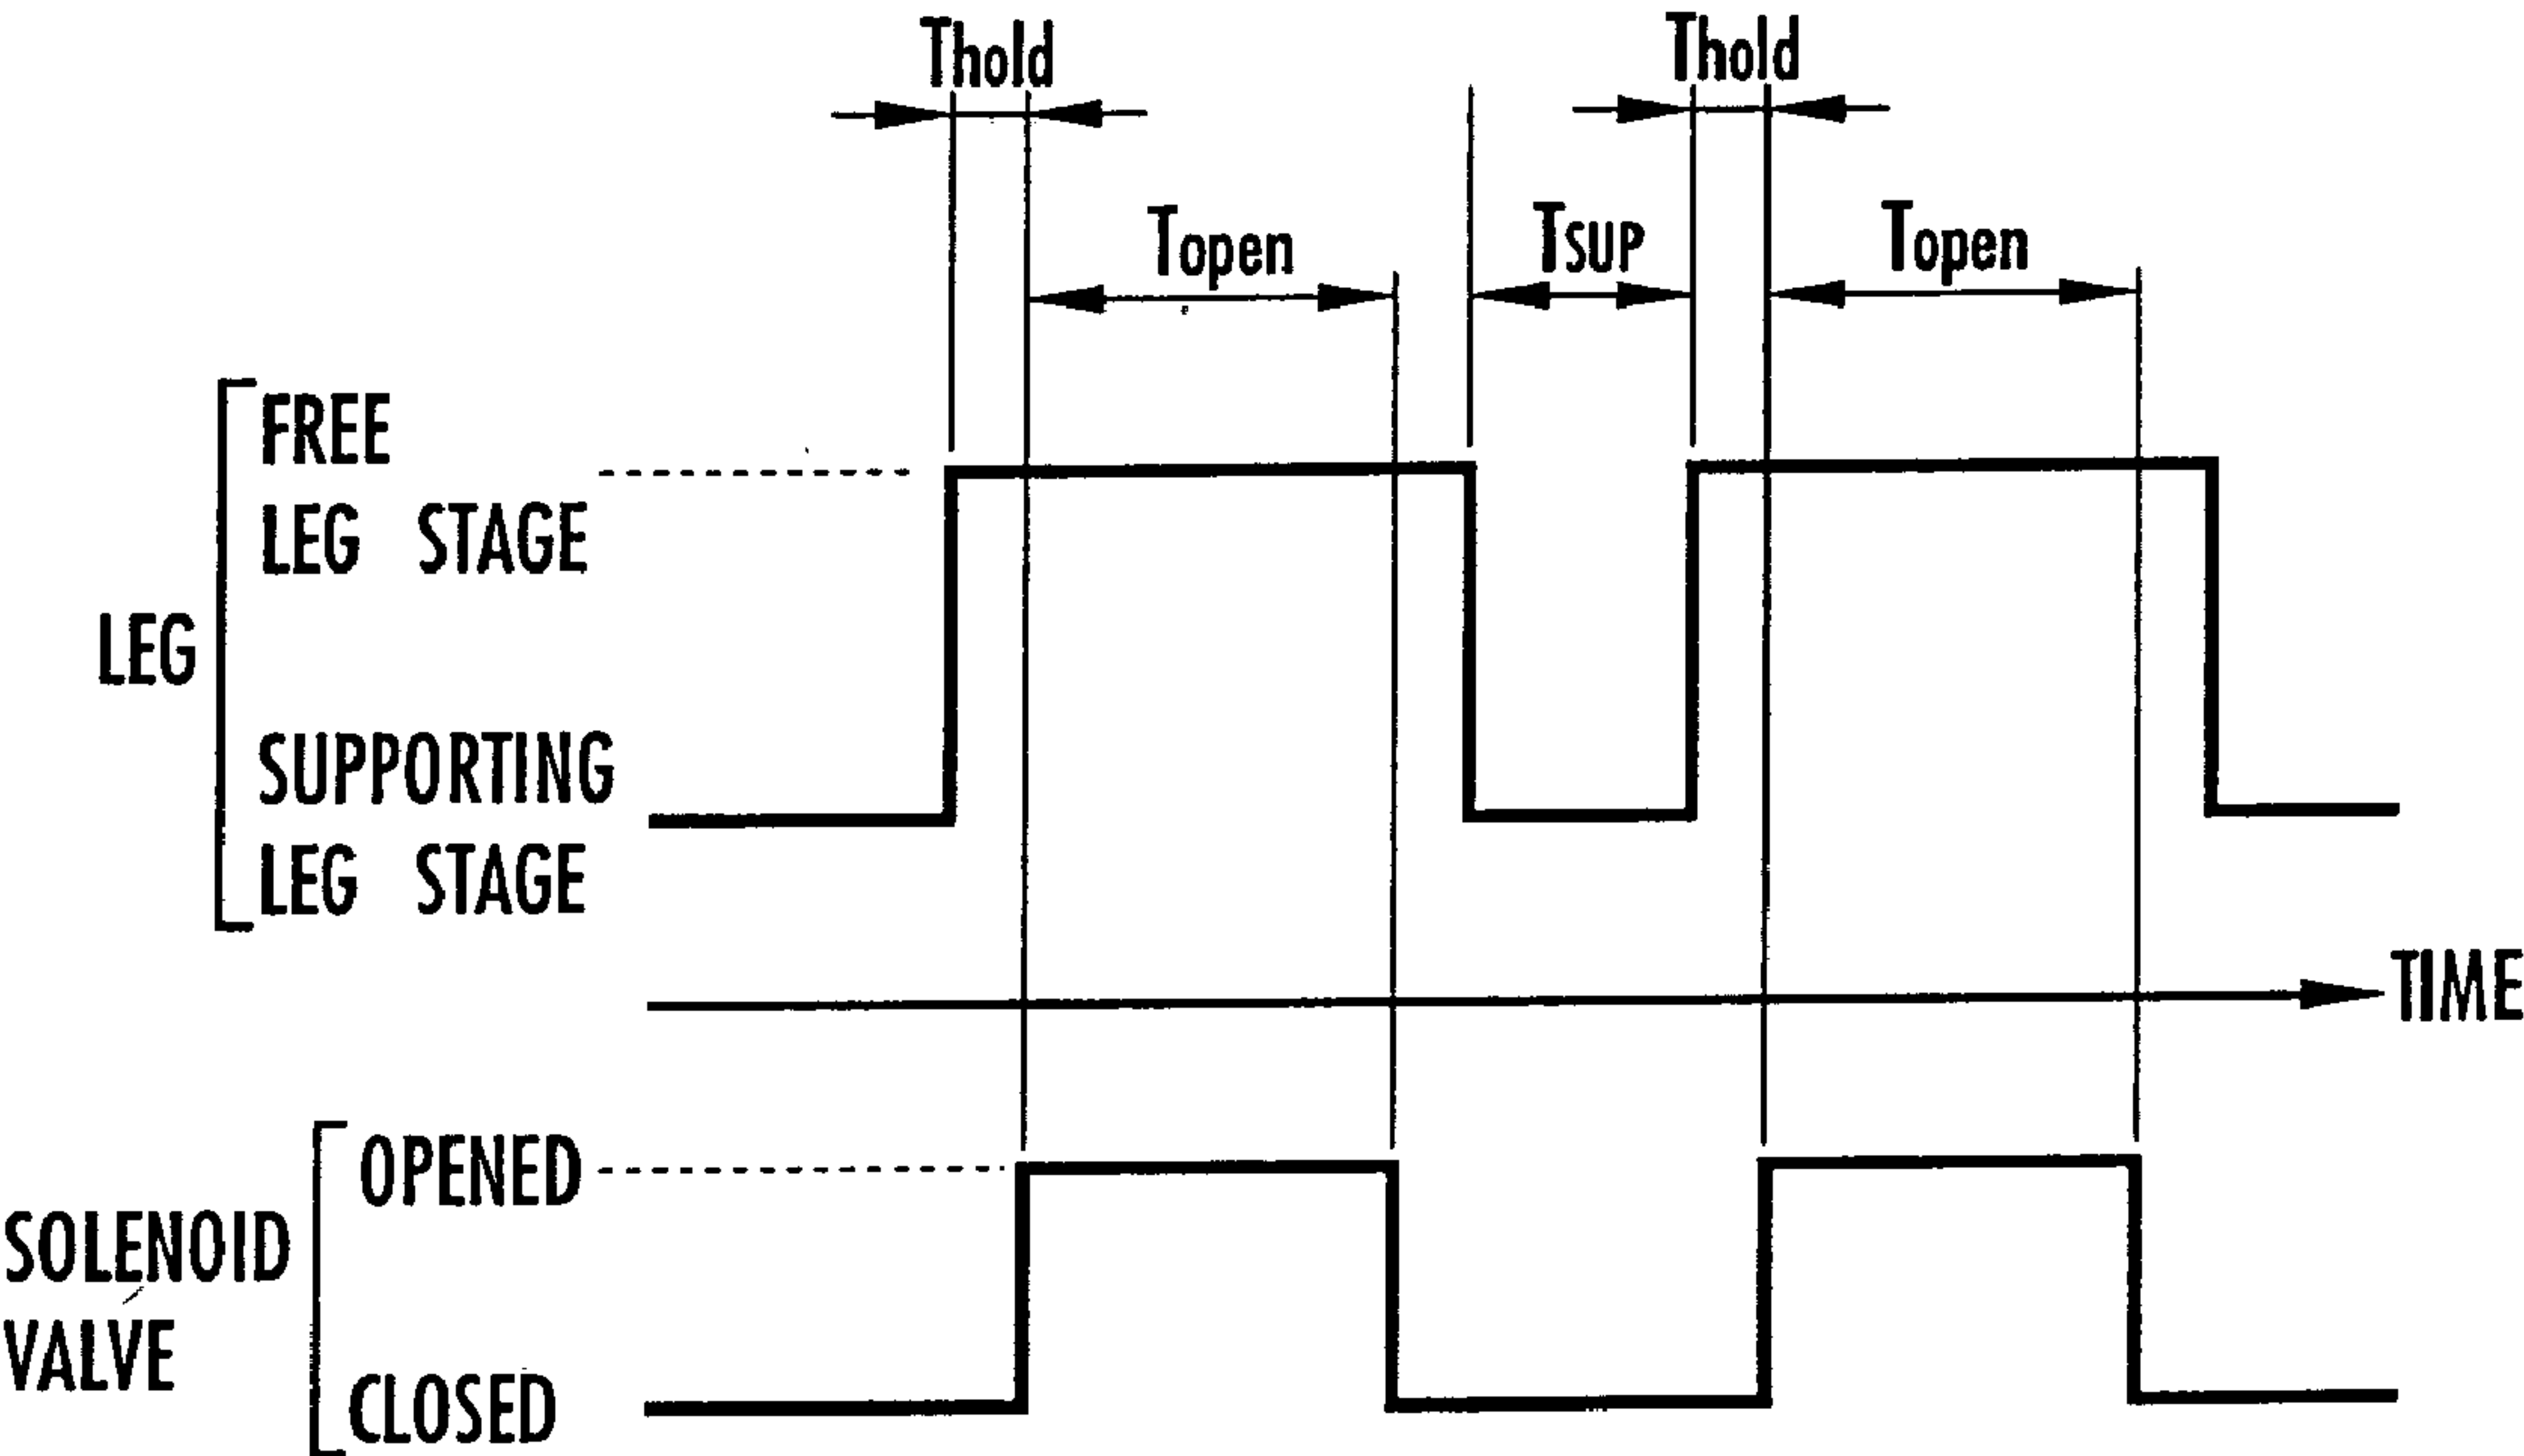 Thold
Thold
Topen
TSUP
Topen
FREE
LEG STAGE
LEG
SUPPORTING
LEG STAGE
TIME
OPENED
SOLENOID
VALVE
CLOSED